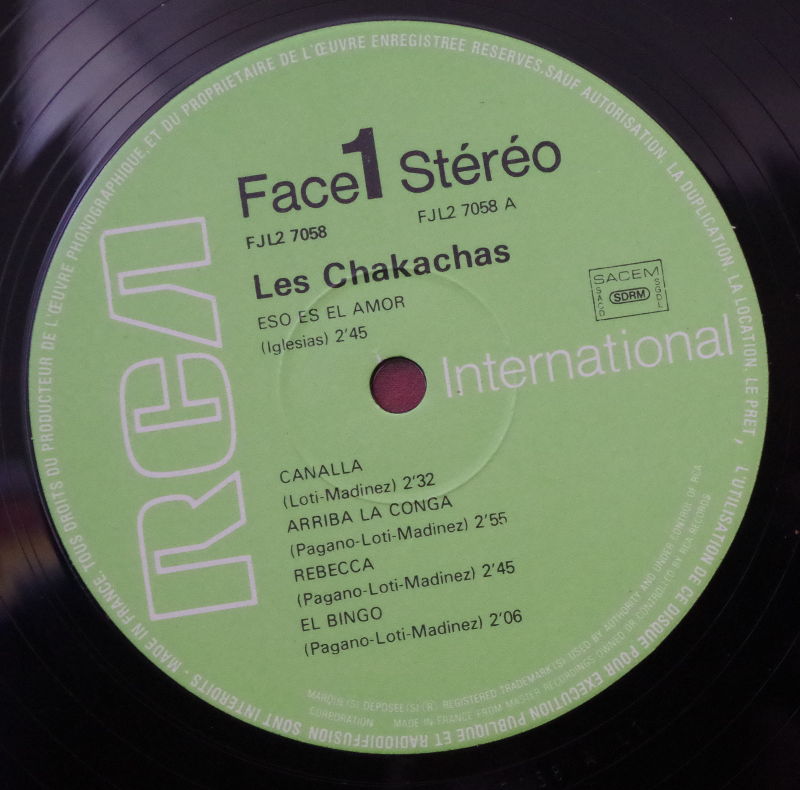 Face 1 Stéréo
FJL2 7058 FJL2 7058 A
Les Chakachas
ESO ES EL AMOR
(Iglesias) 2'45
SACEM
SACD SDRM SGDL
RCA International
CANALLA
(Loti-Madinez) 2'32
ARRIBA LA CONGA
(Pagano-Loti-Madinez) 2'55
REBECCA
(Pagano-Loti-Madinez) 2'45
EL BINGO
(Pagano-Loti-Madinez) 2'06
MADE IN FRANCE. TOUS DROITS DU PRODUCTEUR DE L'ŒUVRE PHONOGRAPHIQUE.ET DU PROPRIETAIRE DE L'ŒUVRE ENREGISTREE RESERVES.SAUF AUTORISATION. LA DUPLICATION. LA LOCATION. LE PRET, L'UTILISATION DE CE DISQUE POUR EXECUTION PUBLIQUE ET RADIODIFFUSION SONT INTERDITS -
MARQUE(S) DEPOSEE(S) (R) REGISTERED TRADEMARK(S) USED BY AUTHORITY AND UNDER CONTROL OF RCA
CORPORATION MADE IN FRANCE FROM MASTER RECORDINGS OWNED OR CONTROLLED BY RCA RECORDS